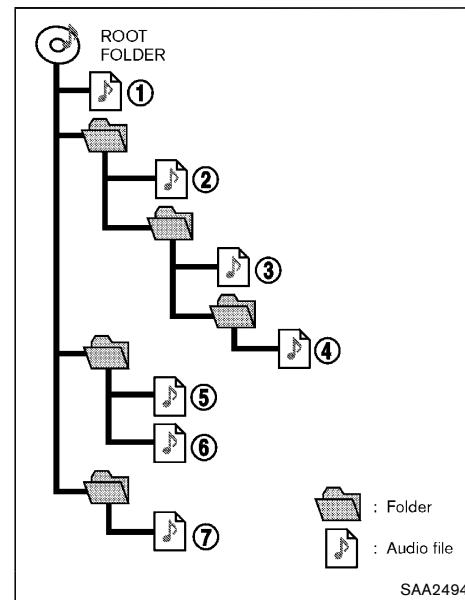 ROOT
FOLDER
①
②
③
④
⑤
⑥
⑦
: Folder
: Audio file
SAA2494